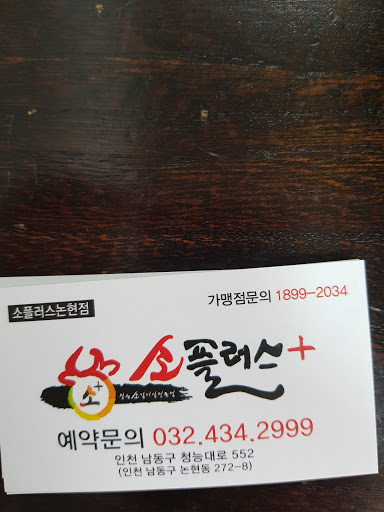 소플러스논현점
가맹점문의 1899-2034
소플러스+
소+
예약문의 032.434.2999
인천 남동구 청능대로 552
(인천 남동구 논현동 272-8)